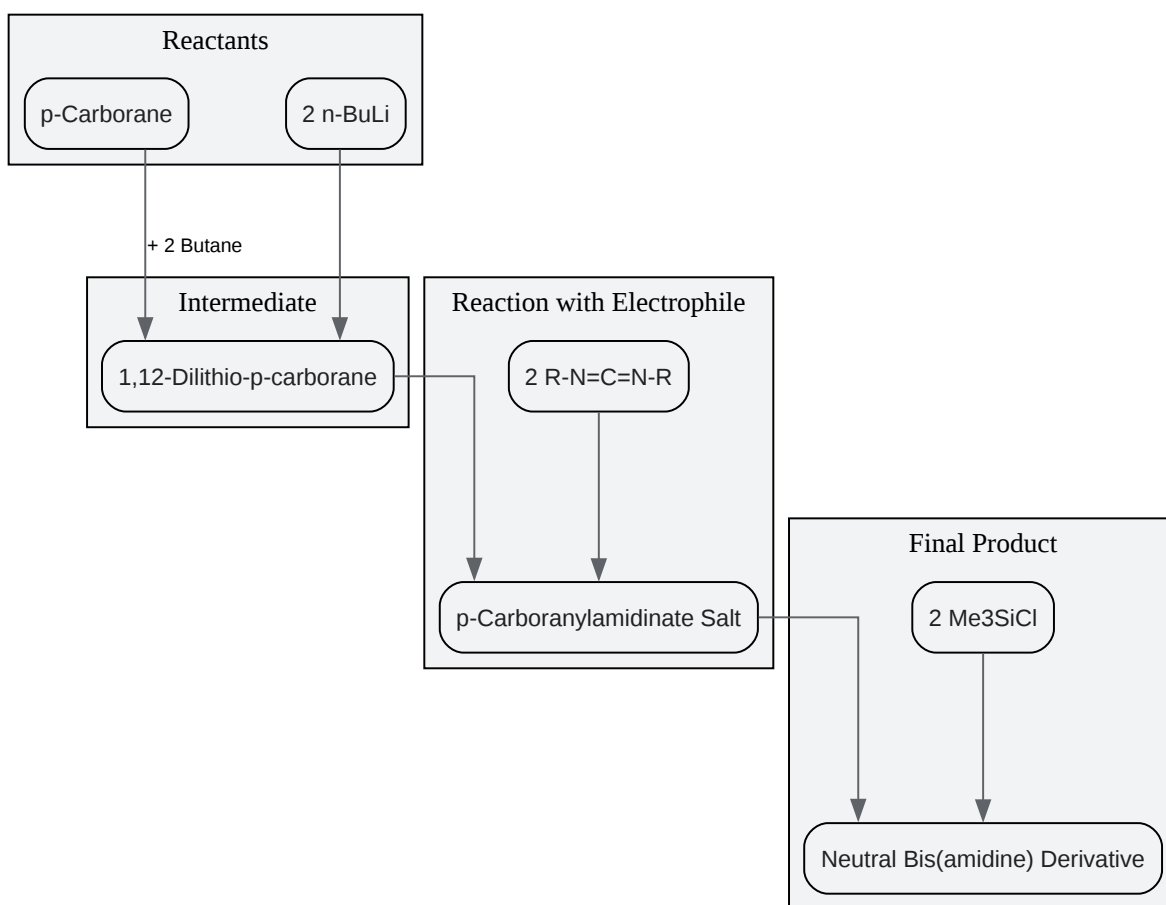 Reactants
p-Carborane
2 n-BuLi
+ 2 Butane
Intermediate
1,12-Dilithio-p-carborane
Reaction with Electrophile
2 R-N=C=N-R
p-Carboranylamidinate Salt
Final Product
2 Me3SiCl
Neutral Bis(amidine) Derivative